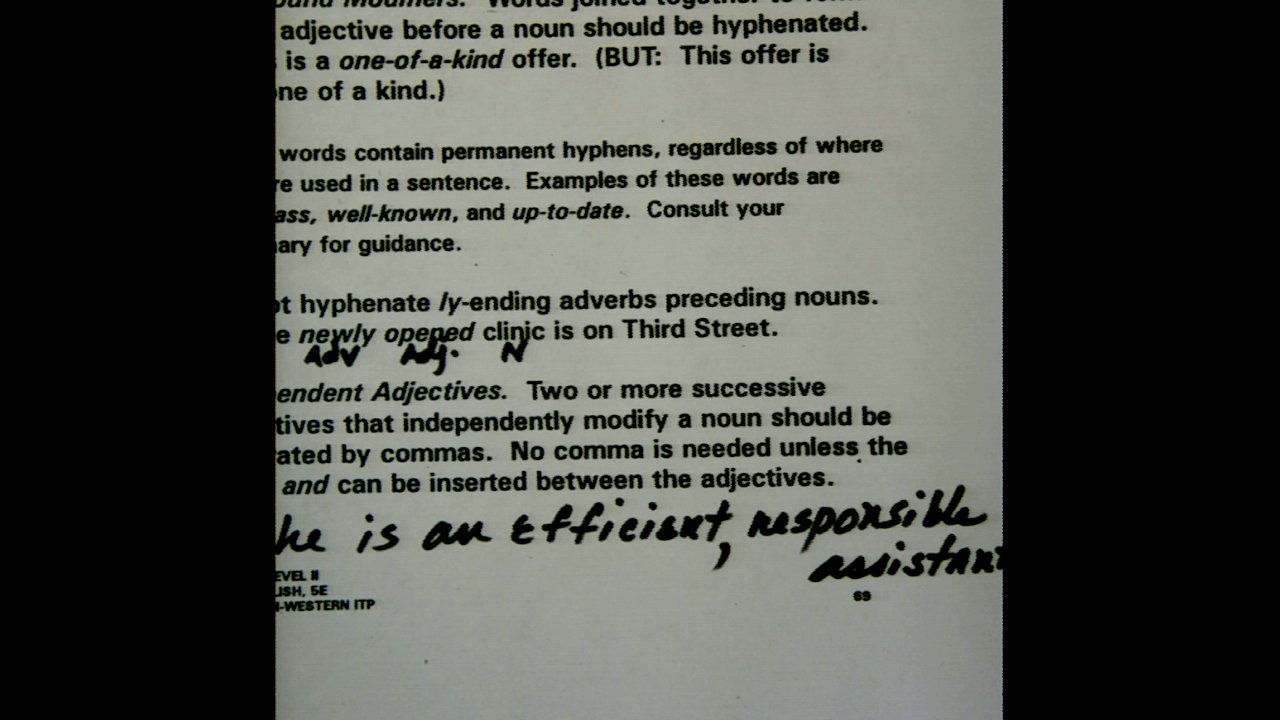 adjective before a noun should be hyphenated.
is a one-of-a-kind offer. (BUT: This offer is
ne of a kind.)
words contain permanent hyphens, regardless of where
re used in a sentence. Examples of these words are
ass, well-known, and up-to-date. Consult your
ary for guidance.
ot hyphenate ly-ending adverbs preceding nouns.
e newly opened clinic is on Third Street.
Adv Adj. N
endent Adjectives. Two or more successive
tives that independently modify a noun should be
ated by commas. No comma is needed unless the
and can be inserted between the adjectives.
he is an Efficient, responsible
assistant
EVEL II
ISH, 5E
-WESTERN ITP
69